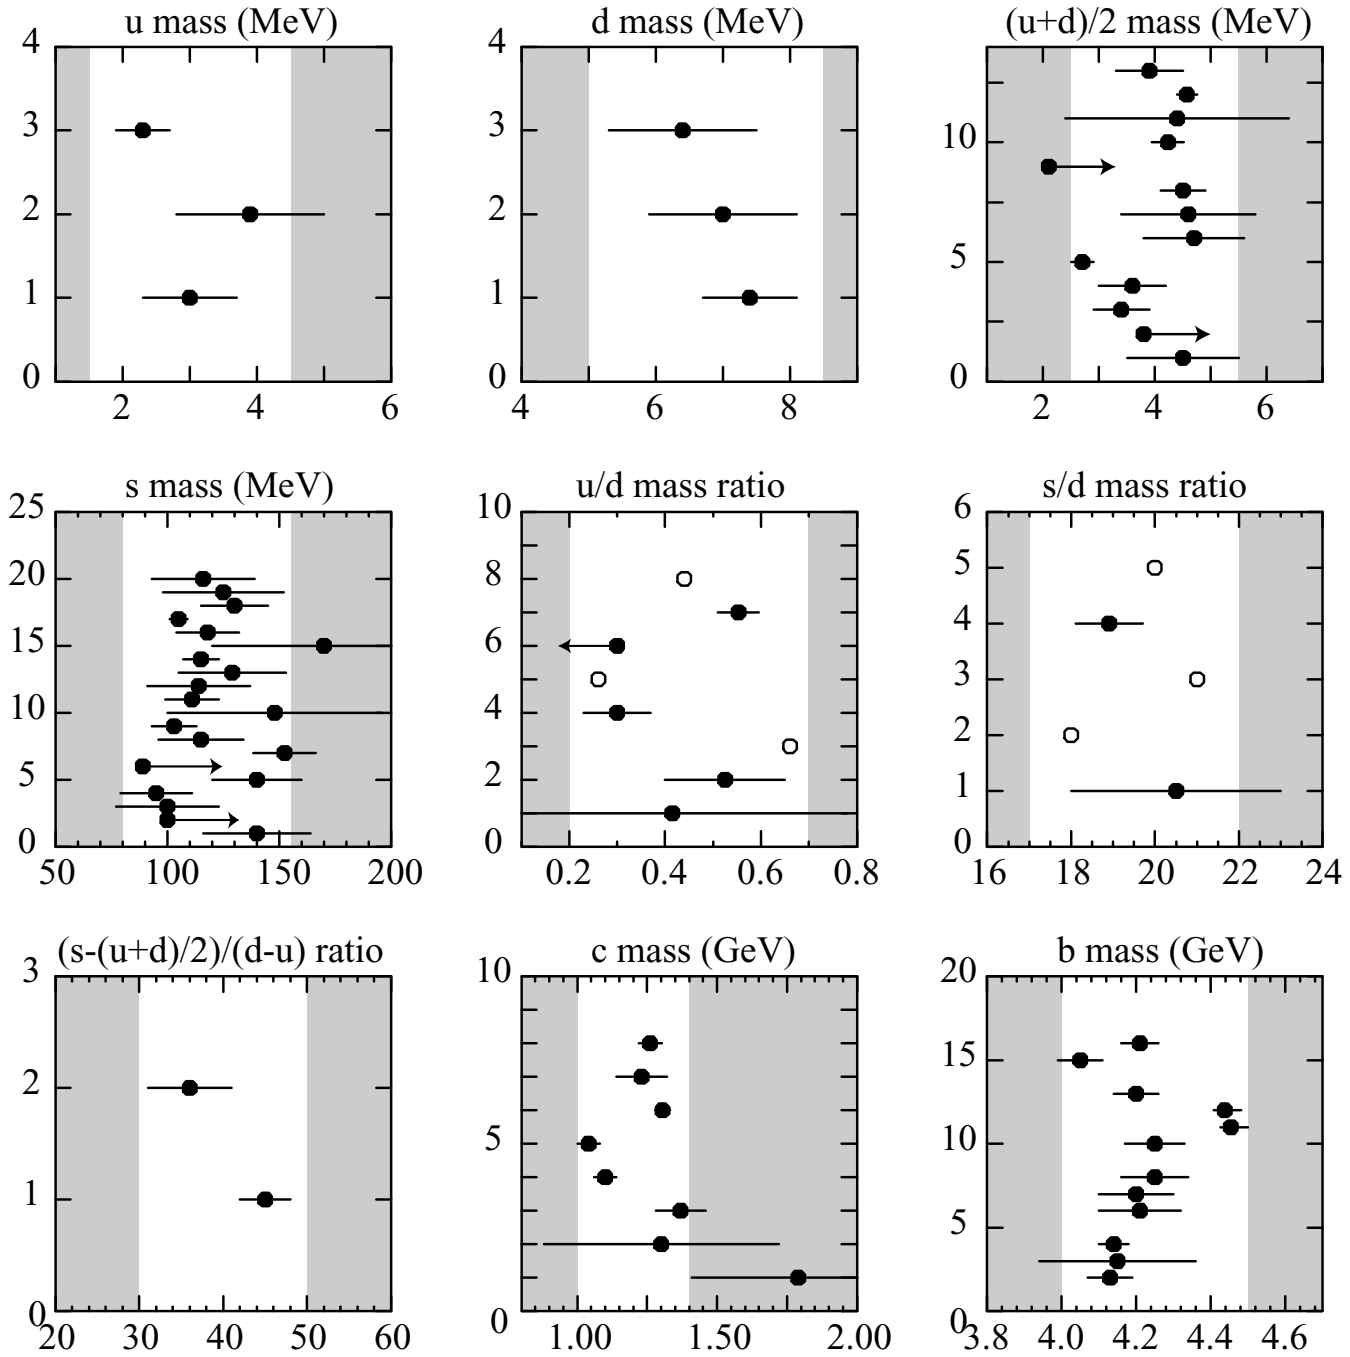 u mass (MeV)
d mass (MeV)
(u+d)/2 mass (MeV)
4
3
2
1
0
2 4 6
4
3
2
1
0
4 6 8
10
5
0
2 4 6
s mass (MeV)
u/d mass ratio
s/d mass ratio
25
20
15
10
5
0
50 100 150 200
10
8
6
4
2
0
0.2 0.4 0.6 0.8
6
5
4
3
2
1
0
16 18 20 22 24
(s-(u+d)/2)/(d-u) ratio
c mass (GeV)
b mass (GeV)
3
2
1
0
20 30 40 50 60
10
5
0
1.00 1.50 2.00
20
15
10
5
0
3.8 4.0 4.2 4.4 4.6